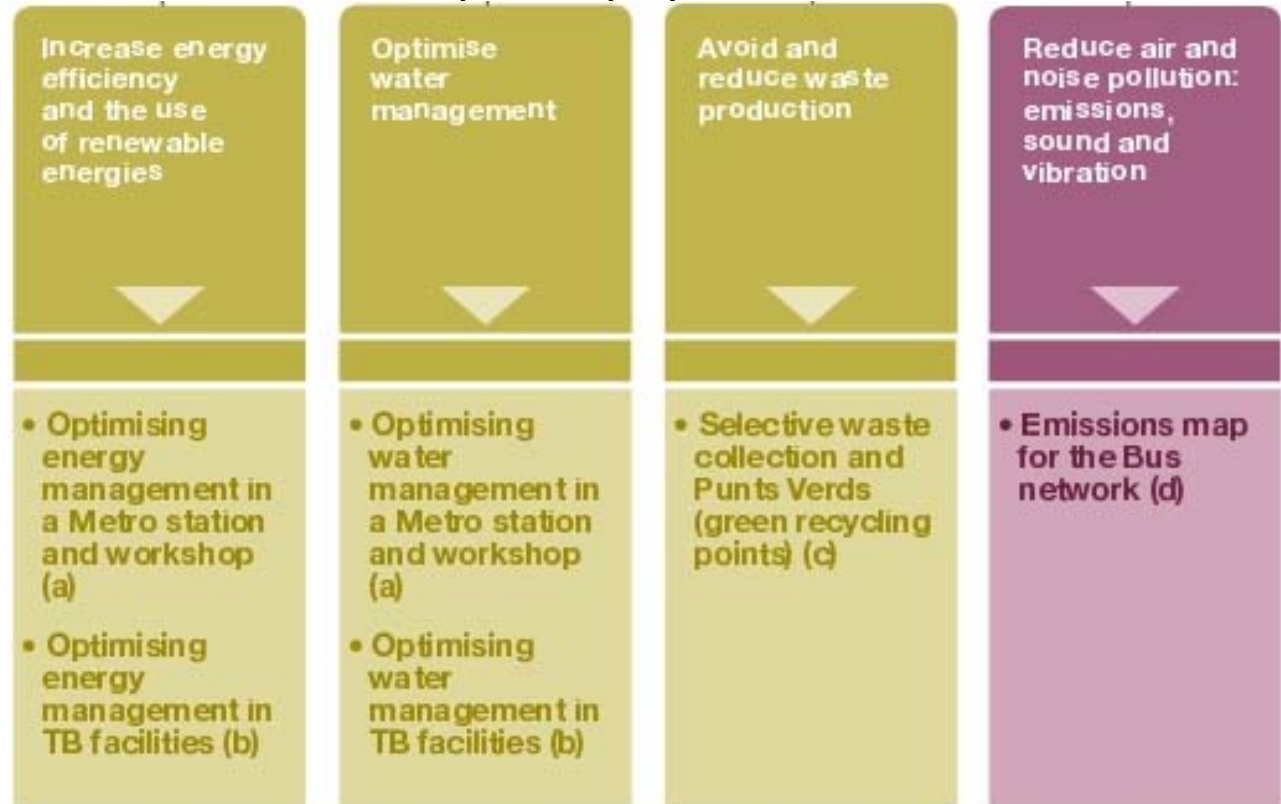 Increase energy
efficiency
and the use
of renewable
energies
• Optimising
energy
management in
a Metro station
and workshop
(a)
• Optimising
energy
management in
TB facilities (b)
Optimise
water
management
• Optimising
water
management in
a Metro station
and workshop
(a)
• Optimising
water
management in
TB facilities (b)
Avoid and
reduce waste
production
• Selective waste
collection and
Punts Verds
(green recycling
points) (c)
Reduce air and
noise pollution:
emissions,
sound and
vibration
• Emissions map
for the Bus
network (d)